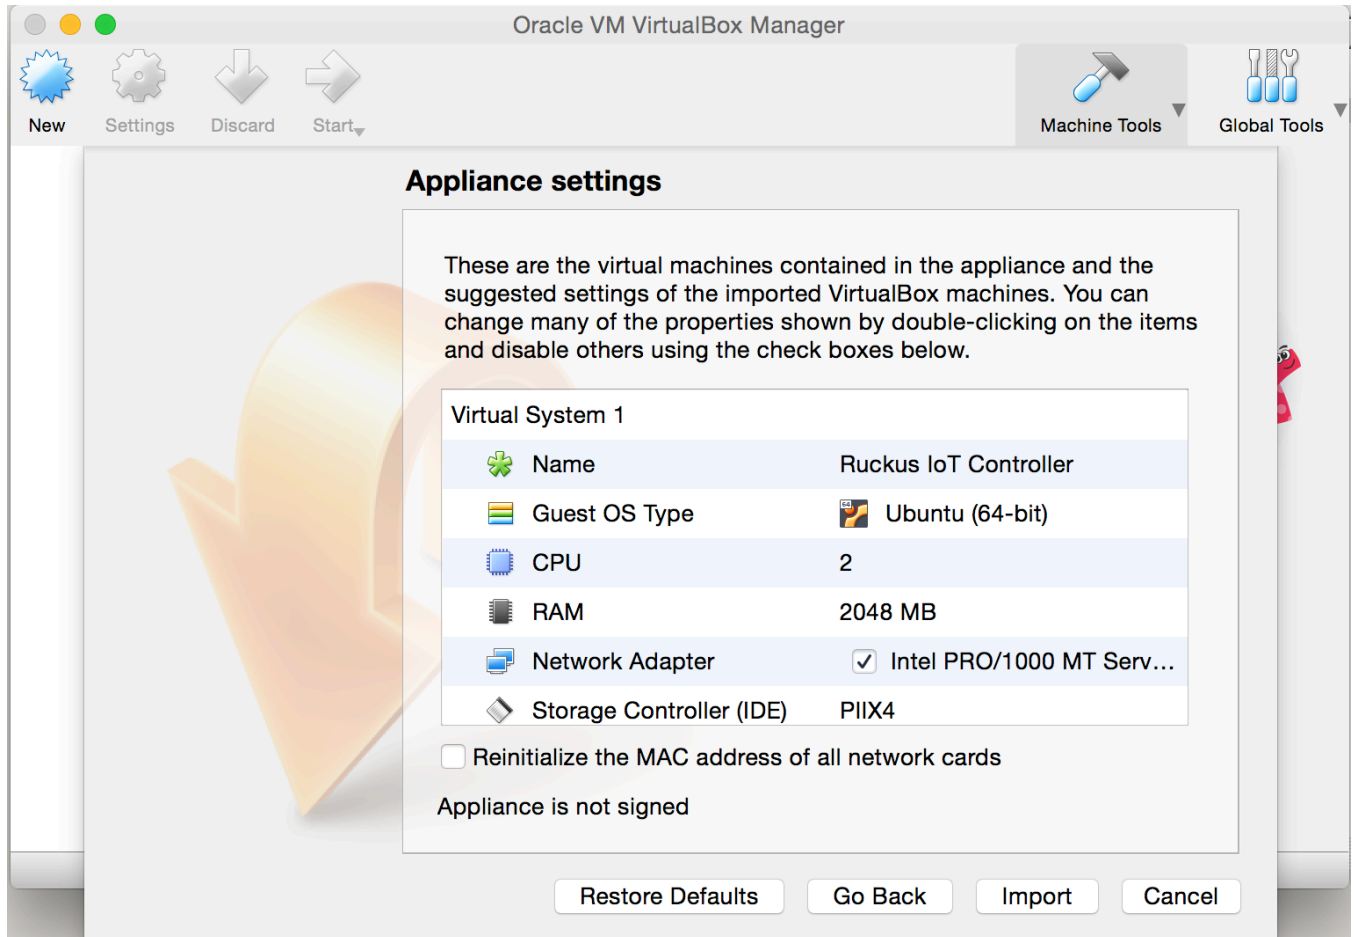 Oracle VM VirtualBox Manager
New
Settings
Discard
Start
Machine Tools
Global Tools
Appliance settings
These are the virtual machines contained in the appliance and the
suggested settings of the imported VirtualBox machines. You can
change many of the properties shown by double-clicking on the items
and disable others using the check boxes below.
Virtual System 1
Name Ruckus IoT Controller
Guest OS Type 64 Ubuntu (64-bit)
CPU 2
RAM 2048 MB
Network Adapter Intel PRO/1000 MT Serv...
Storage Controller (IDE) PIIX4
Reinitialize the MAC address of all network cards
Appliance is not signed
Restore Defaults
Go Back
Import
Cancel